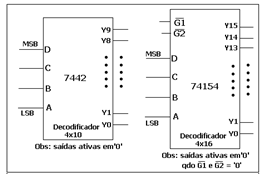 MSB
D
C
B
LSB
A
7442
Y9
Y8
Y1
Y0
Decodificador
4x10
Obs: saídas ativas em'0'
G1
G2
MSB
D
C
B
LSB
A
74154
Y15
Y14
Y13
Y1
Y0
Decodificador
4x16
Obs: saídas ativas em'0'
qdo G1 e G2 = '0'